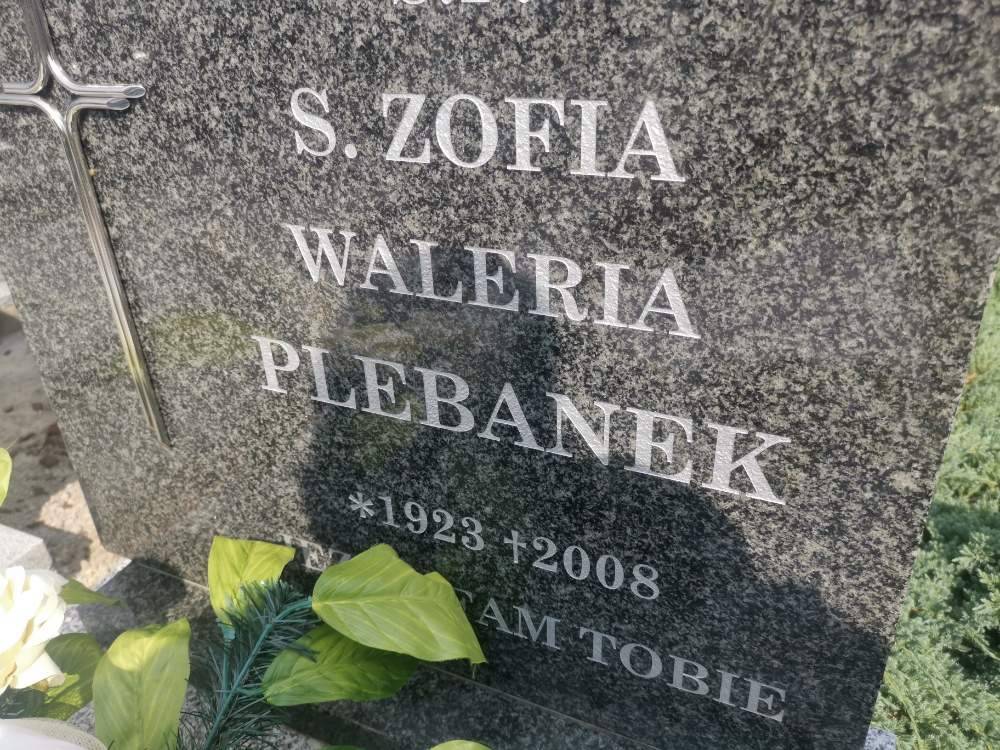 S. ZOFIA
WALERIA
PLEBANEK
*1923 †2008
TOBIE